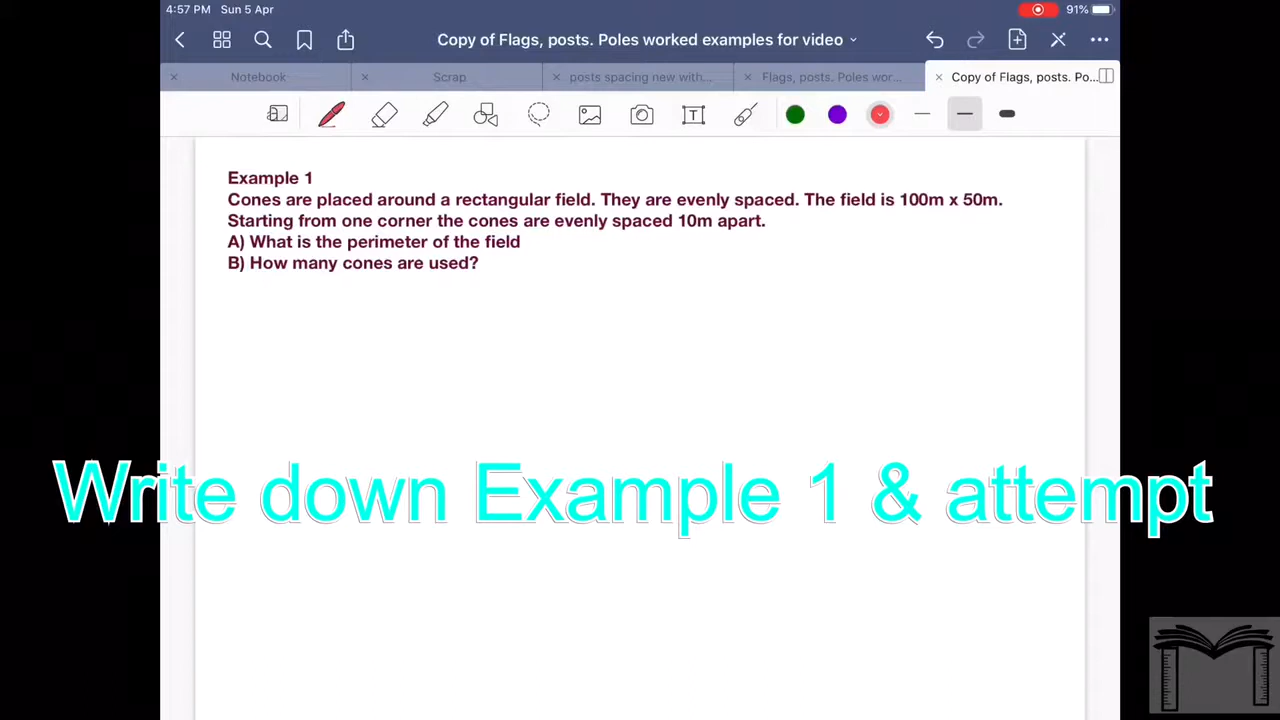 4:57 PM Sun 5 Apr
91%
Copy of Flags, posts. Poles worked examples for video
Notebook
Scrap
posts spacing new with...
Flags, posts. Poles wor...
Copy of Flags, posts. Po...
T
Example 1
Cones are placed around a rectangular field. They are evenly spaced. The field is 100m x 50m.
Starting from one corner the cones are evenly spaced 10m apart.
A) What is the perimeter of the field
B) How many cones are used?
Write down Example 1 & attempt